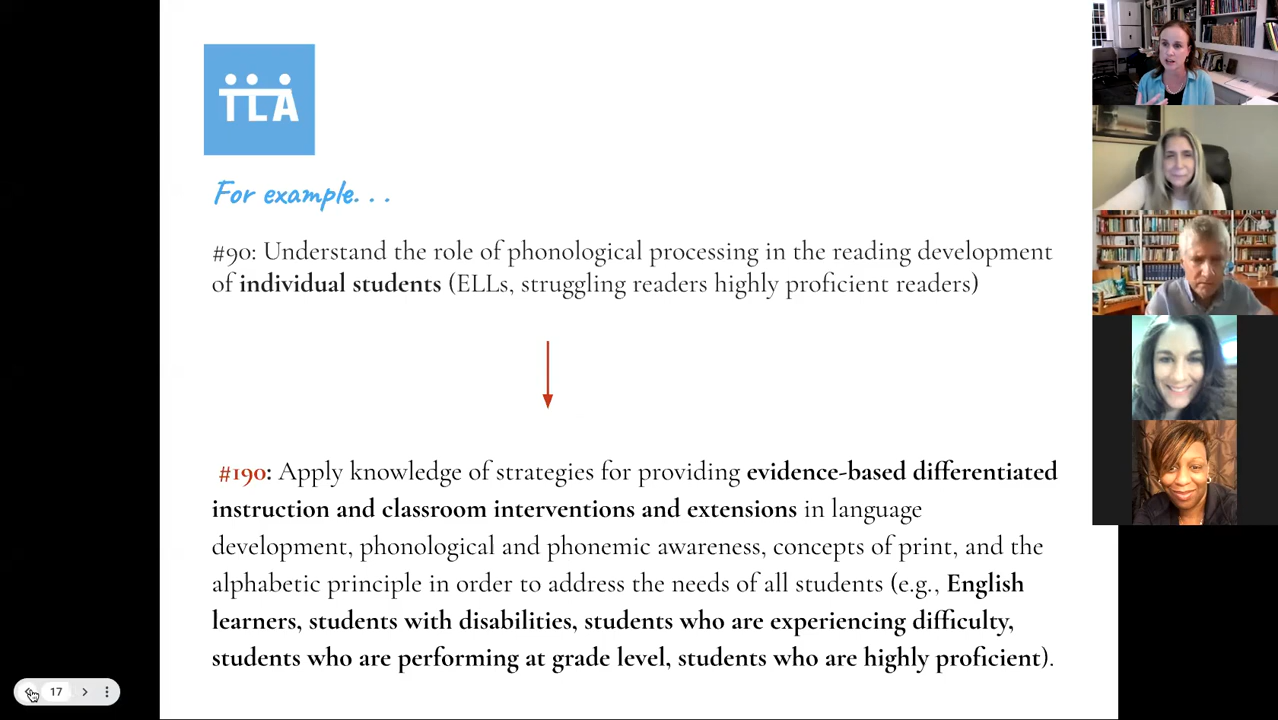 TLA
For example. . .
#90: Understand the role of phonological processing in the reading development
of individual students (ELLs, struggling readers highly proficient readers)
#190: Apply knowledge of strategies for providing evidence-based differentiated
instruction and classroom interventions and extensions in language
development, phonological and phonemic awareness, concepts of print, and the
alphabetic principle in order to address the needs of all students (e.g., English
learners, students with disabilities, students who are experiencing difficulty,
students who are performing at grade level, students who are highly proficient).
17